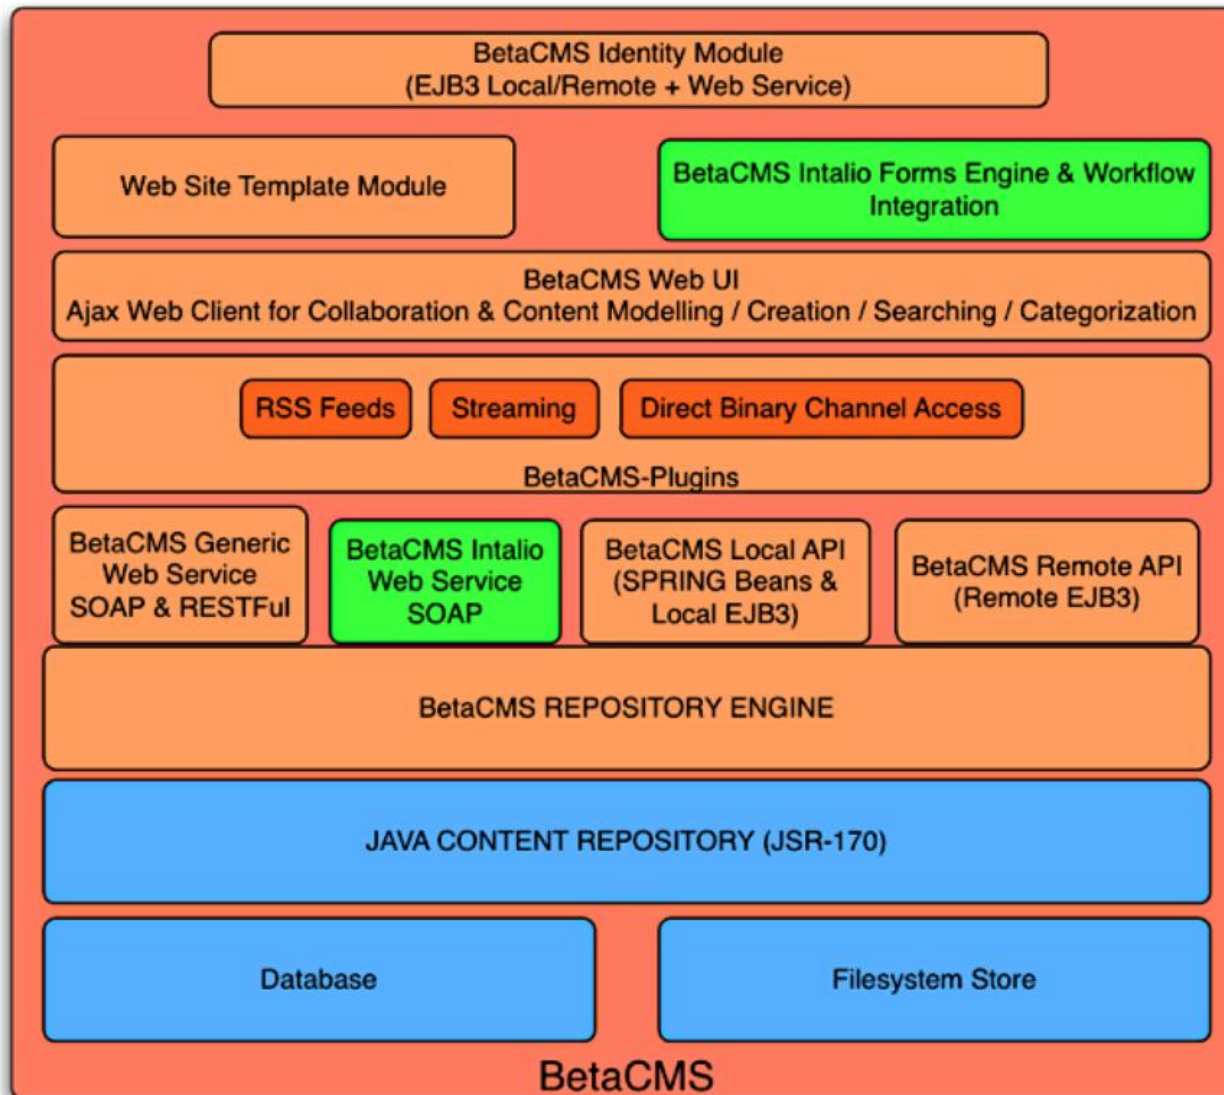 BetaCMS Identity Module
(EJB3 Local/Remote + Web Service)
Web Site Template Module
BetaCMS Intalio Forms Engine & Workflow
Integration
BetaCMS Web UI
Ajax Web Client for Collaboration & Content Modelling / Creation / Searching / Categorization
RSS Feeds
Streaming
Direct Binary Channel Access
BetaCMS-Plugins
BetaCMS Generic
Web Service
SOAP & RESTFul
BetaCMS Intalio
Web Service
SOAP
BetaCMS Local API
(SPRING Beans &
Local EJB3)
BetaCMS Remote API
(Remote EJB3)
BetaCMS REPOSITORY ENGINE
JAVA CONTENT REPOSITORY (JSR-170)
Database
Filesystem Store
BetaCMS